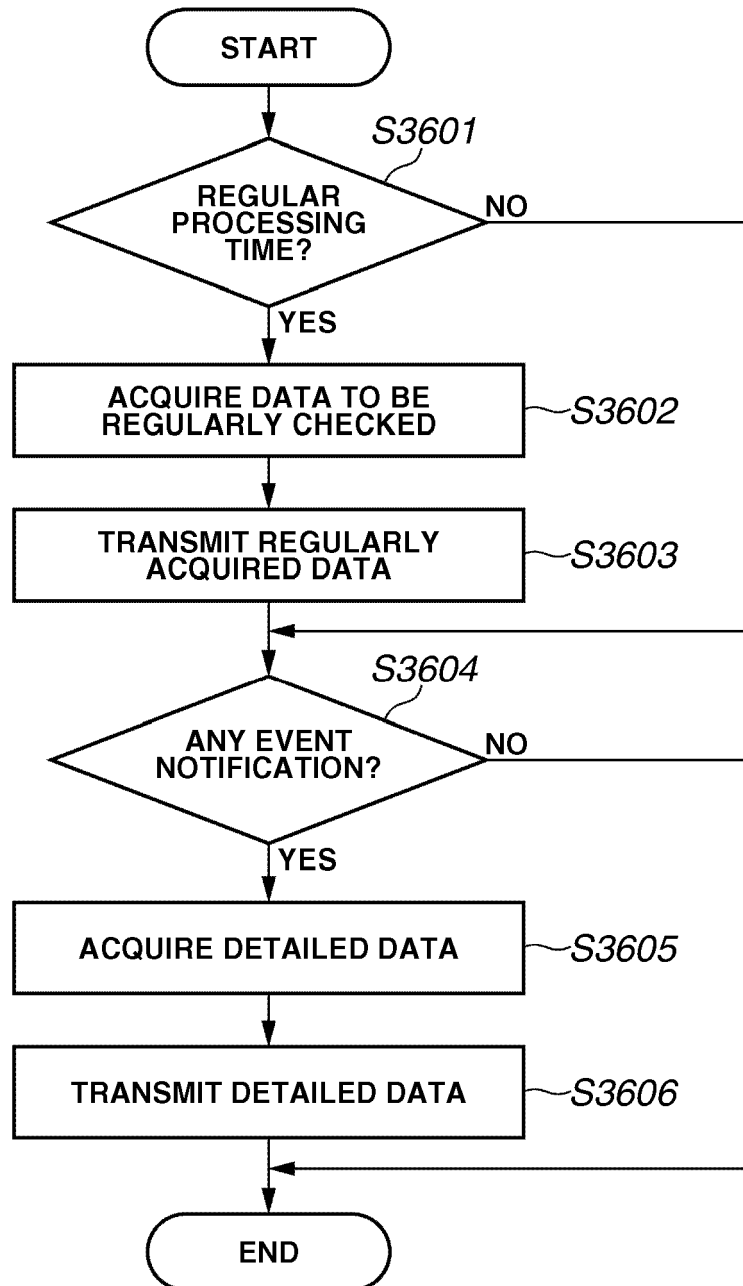 START
S3601
REGULAR
PROCESSING
TIME?
NO
YES
ACQUIRE DATA TO BE
REGULARLY CHECKED
S3602
TRANSMIT REGULARLY
ACQUIRED DATA
S3603
S3604
ANY EVENT
NOTIFICATION?
NO
YES
ACQUIRE DETAILED DATA
S3605
TRANSMIT DETAILED DATA
S3606
END